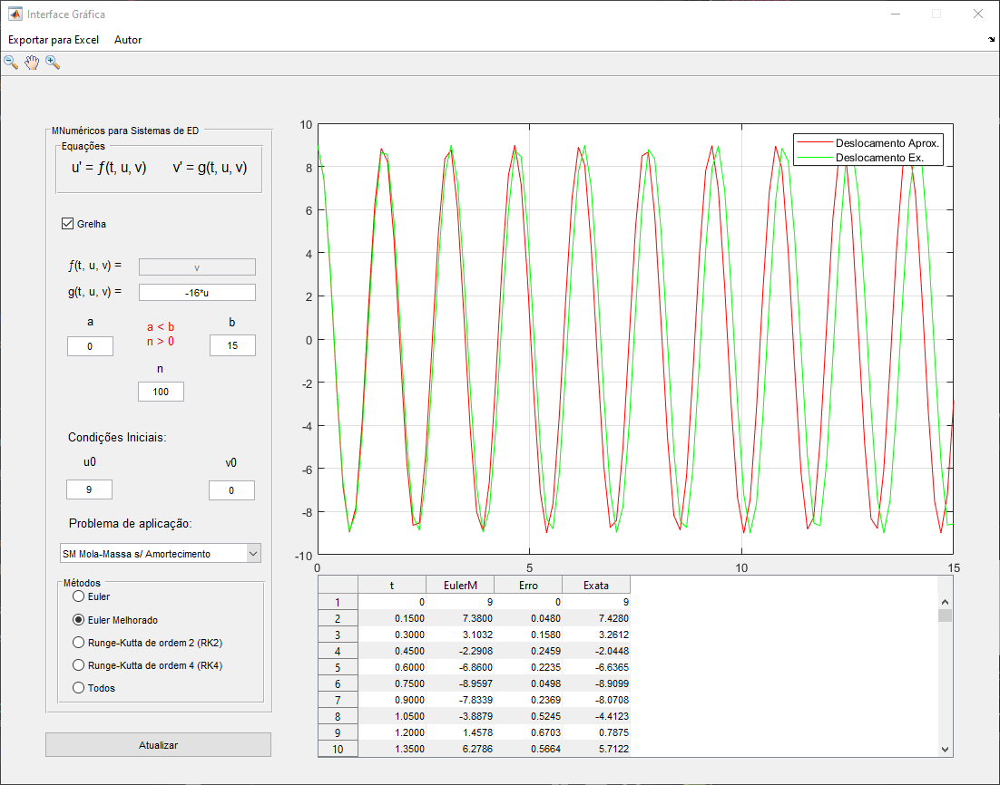 Interface Gráfica
Exportar para Excel Autor
MNuméricos para Sistemas de ED
Equações
u' = ƒ(t, u, v) v' = g(t, u, v)
Grelha
ƒ(t, u, v) = v
g(t, u, v) = -16*u
a a < b b
0 n > 0 15
n
100
Condições Iniciais:
u0 v0
9 0
Problema de aplicação:
SM Mola-Massa s/ Amortecimento
Métodos
Euler
Euler Melhorado
Runge-Kutta de ordem 2 (RK2)
Runge-Kutta de ordem 4 (RK4)
Todos
Atualizar
10
8
6
4
2
0
-2
-4
-6
-8
-10
0 5 10 15
Deslocamento Aprox.
Deslocamento Ex.
t EulerM Erro Exata
1 0 9 0 9
2 0.1500 7.3800 0.0480 7.4280
3 0.3000 3.1032 0.1580 3.2612
4 0.4500 -2.2908 0.2459 -2.0448
5 0.6000 -6.8600 0.2235 -6.6365
6 0.7500 -8.9597 0.0498 -8.9099
7 0.9000 -7.8339 0.2369 -8.0708
8 1.0500 -3.8879 0.5245 -4.4123
9 1.2000 1.4578 0.6703 0.7875
10 1.3500 6.2786 0.5664 5.7122